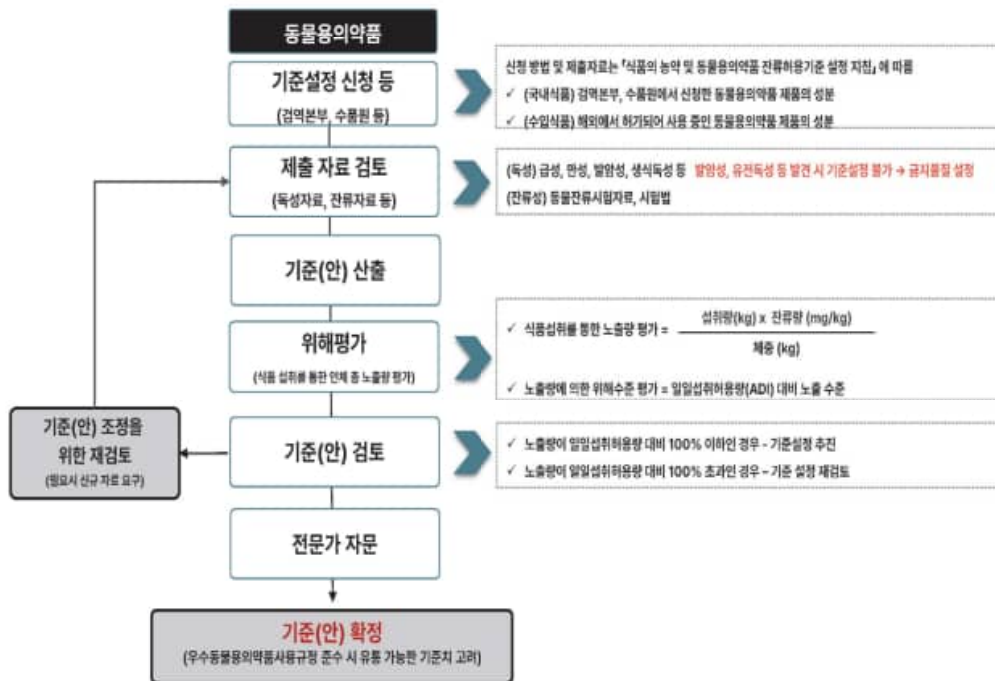 동물용의약품
기준설정 신청 등
(검역본부, 수품원 등)
신청 방법 및 제출자료는 「식품의 농약 및 동물용의약품 잔류허용기준 설정 지침」에 따름
✓ (국내식품) 검역본부, 수품원에서 신청한 동물용의약품 제품의 성분
✓ (수입식품) 해외에서 허가되어 사용 중인 동물용의약품 제품의 성분
제출 자료 검토
(독성자료, 잔류자료 등)
(독성) 급성, 만성, 발암성, 생식독성 등 발암성, 유전독성 등 발견 시 기준설정 불가 → 금지물질 설정
(잔류성) 동물잔류시험자료, 시험법
기준(안) 산출
위해평가
(식품 섭취를 통한 인체 총 노출량 평가)
✓ 식품섭취를 통한 노출량 평가 =
섭취량(kg) x 잔류량 (mg/kg)
체중 (kg)
✓ 노출량에 의한 위해수준 평가 = 일일섭취허용량(ADI) 대비 노출 수준
기준(안) 조정을
위한 재검토
(필요시 신규 자료 요구)
기준(안) 검토
✓ 노출량이 일일섭취허용량 대비 100% 이하인 경우 - 기준설정 추진
✓ 노출량이 일일섭취허용량 대비 100% 초과인 경우 - 기준 설정 재검토
전문가 자문
기준(안) 확정
(우수동물용의약품사용규정 준수 시 유통 가능한 기준치 고려)